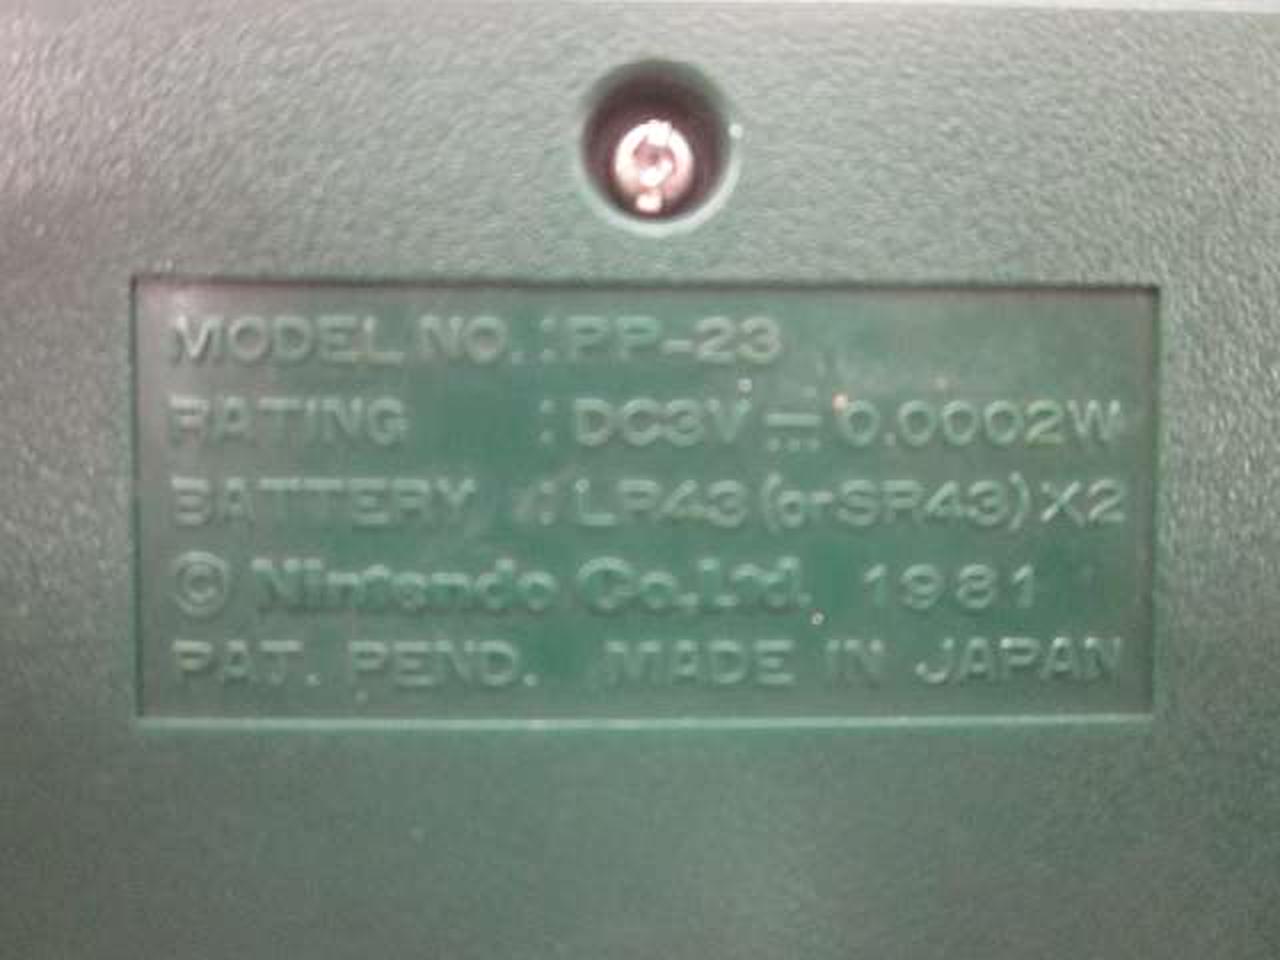 MODEL NO. : PP-23
RATING : DC3V ⎓ 0.0002W
BATTERY : LR43 (or SR43) X2
© Nintendo Co.,Ltd. 1981
PAT. PEND. MADE IN JAPAN